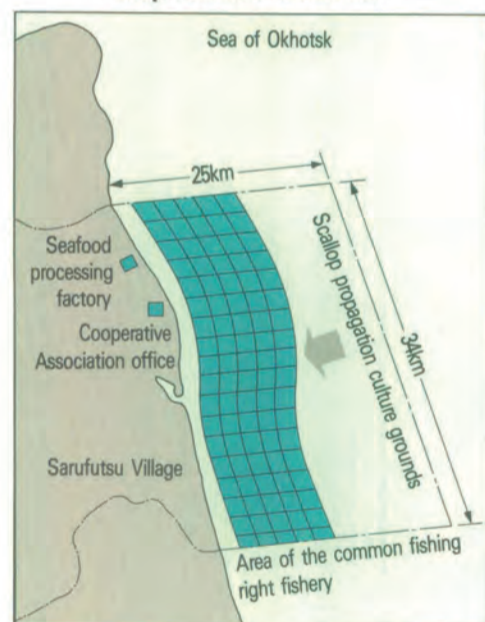 Sea of Okhotsk
25km
Scallop propagation culture grounds
34km
Seafood
processing
factory
Cooperative
Association office
Sarufutsu Village
Area of the common fishing
right fishery